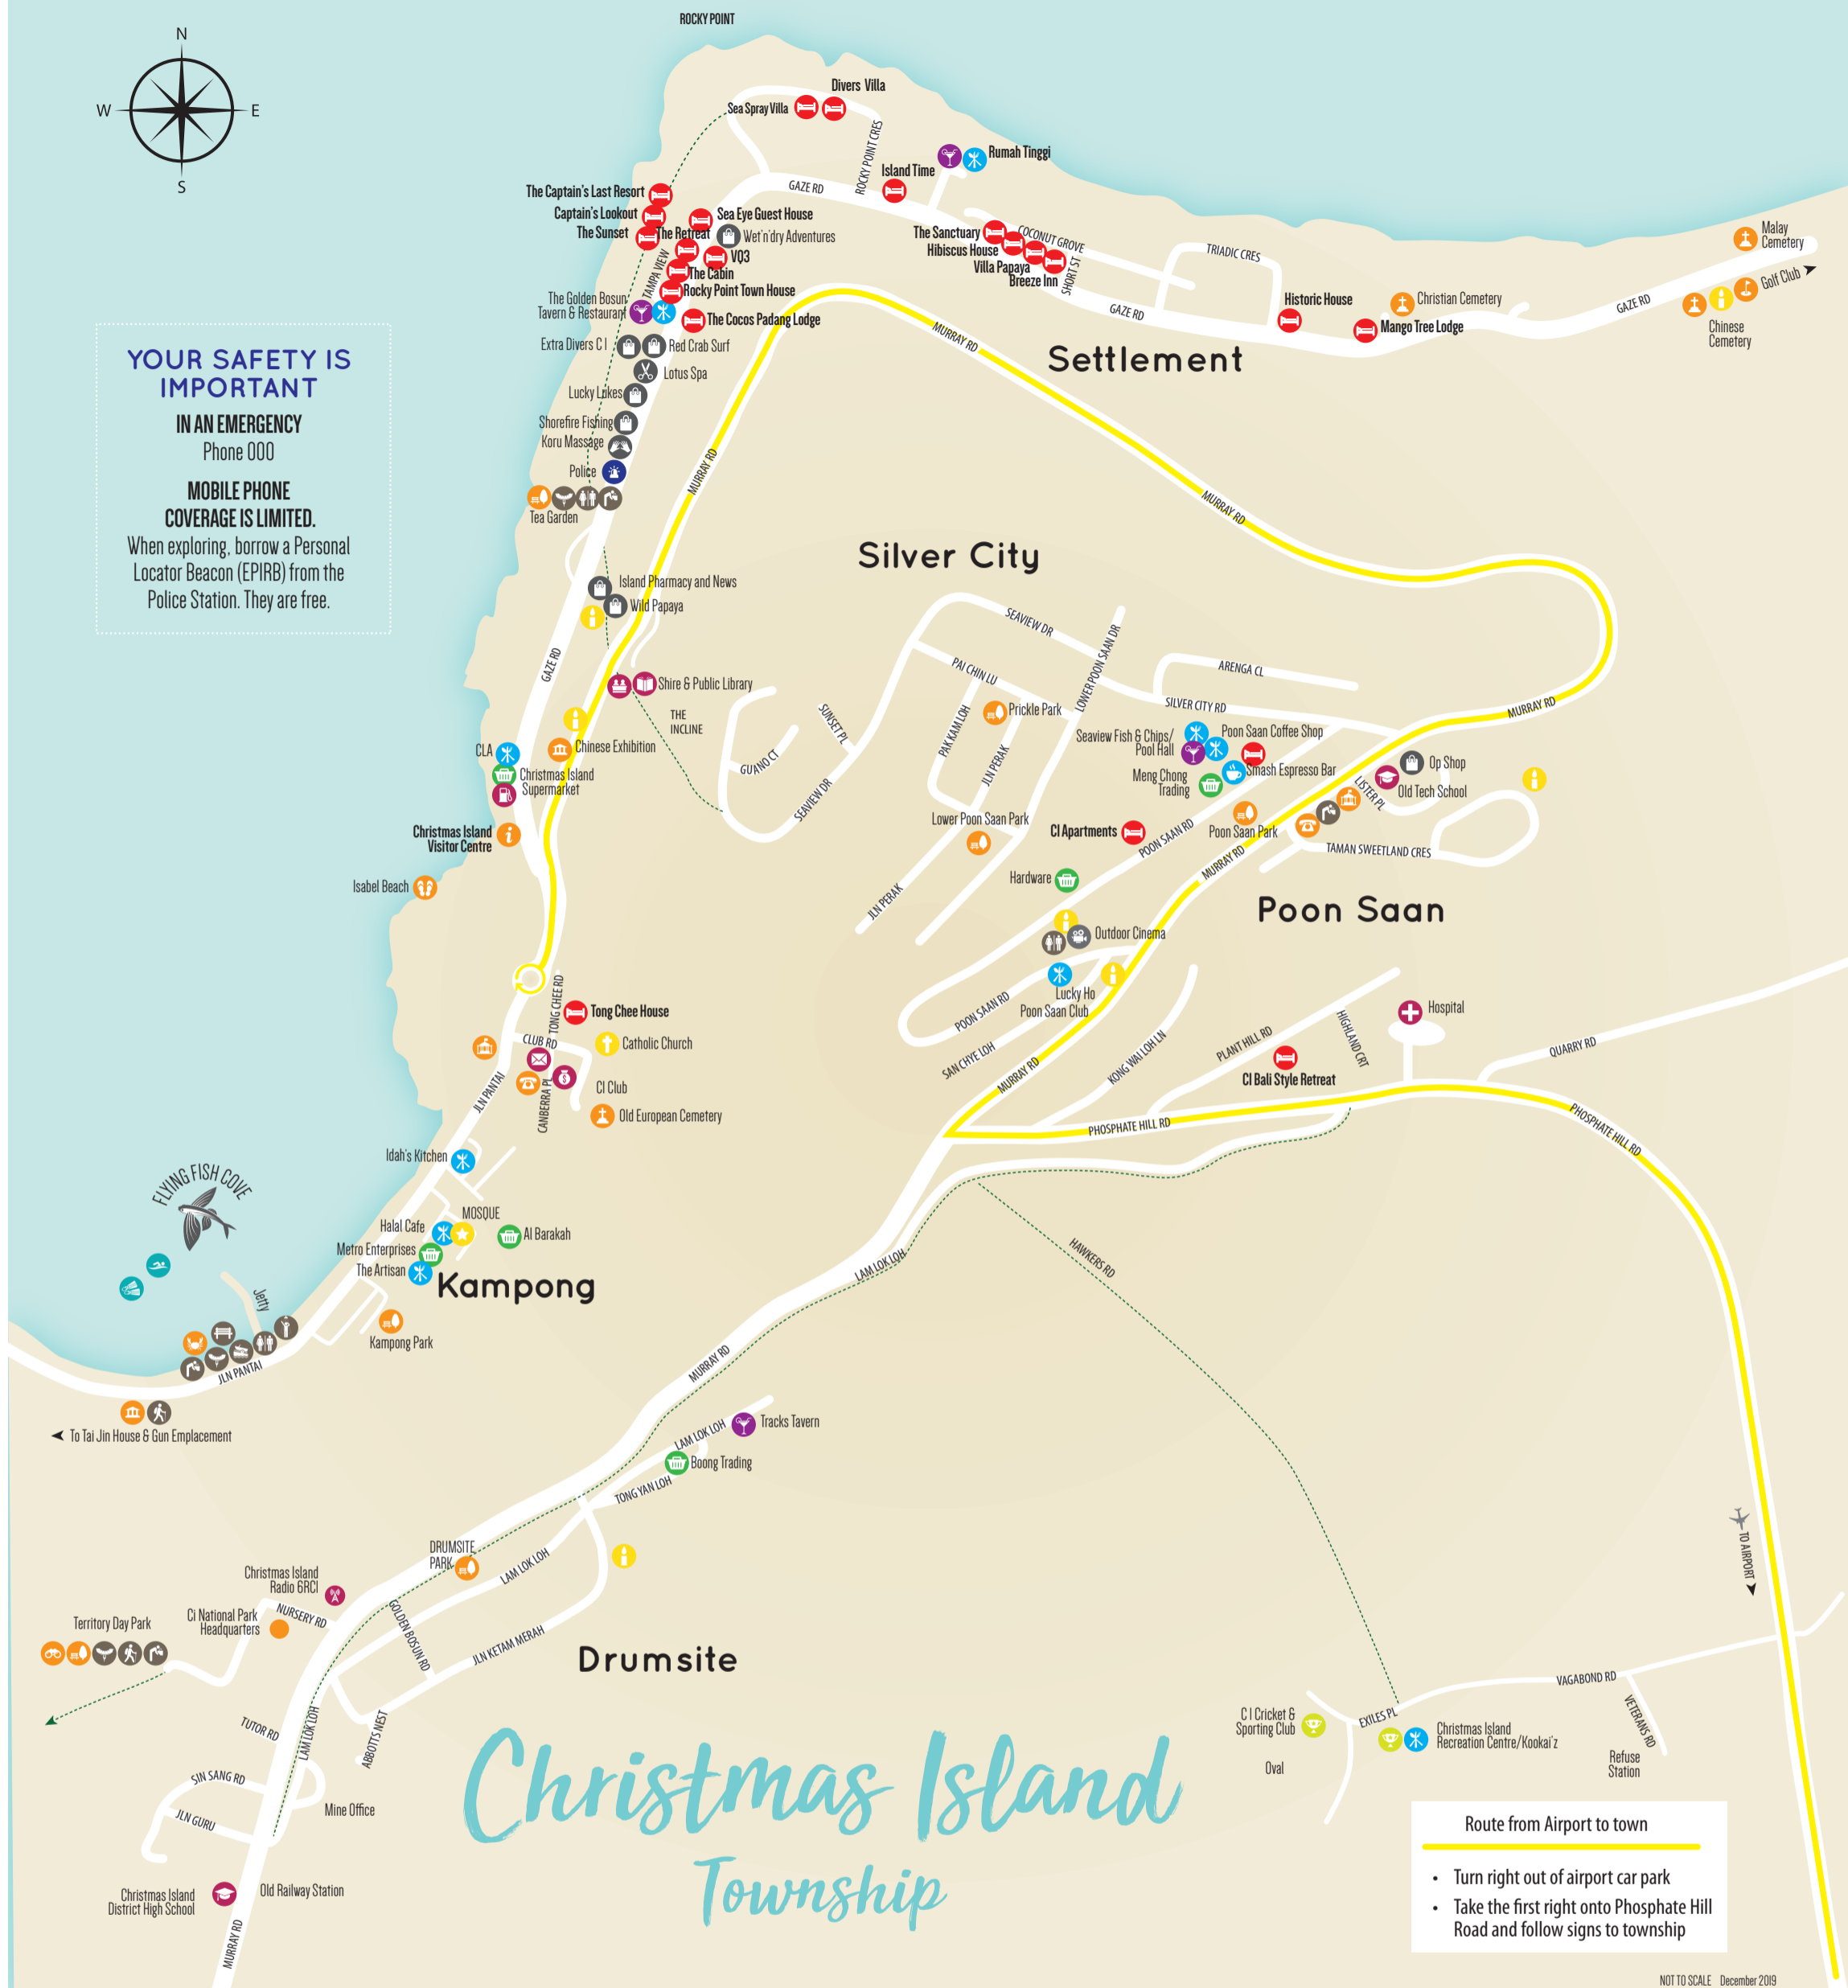 ROCKY POINT
N
W
E
S
YOUR SAFETY IS
IMPORTANT
IN AN EMERGENCY
Phone 000
MOBILE PHONE
COVERAGE IS LIMITED.
When exploring, borrow a Personal
Locator Beacon (EPIRB) from the
Police Station. They are free.
Divers Villa
Sea Spray Villa
ROCKY POINT CRES
Rumah Tinggi
Island Time
GAZE RD
The Captain's Last Resort
Captain's Lookout
The Sunset
Sea Eye Guest House
The Retreat
Wet'n'dry Adventures
VQ3
TAMPA VIEW
The Cabin
Rocky Point Town House
The Golden Bosun
Tavern & Restaurant
The Cocos Padang Lodge
Extra Divers C I
Red Crab Surf
Lotus Spa
Lucky Lukes
Shorefire Fishing
Koru Massage
Police
Tea Garden
The Sanctuary
Hibiscus House
Villa Papaya
Breeze Inn
COCONUT GROVE
SHORT ST
TRIADIC CRES
GAZE RD
Historic House
Christian Cemetery
Mango Tree Lodge
GAZE RD
Malay
Cemetery
Golf Club
Chinese
Cemetery
Settlement
MURRAY RD
MURRAY RD
MURRAY RD
Silver City
Island Pharmacy and News
Wild Papaya
GAZE RD
Shire & Public Library
THE
INCLINE
Chinese Exhibition
CLA
Christmas Island
Supermarket
Christmas Island
Visitor Centre
Isabel Beach
SEAVIEW DR
PAI CHIN LU
LOWER POON SAAN DR
ARENGA CL
SILVER CITY RD
MURRAY RD
SUNSET PL
GUANO CT
SEAVIEW DR
PAK KAM LOH
JLN PERAK
Prickle Park
Seaview Fish & Chips/
Pool Hall
Poon Saan Coffee Shop
Smash Espresso Bar
Meng Chong
Trading
Op Shop
Old Tech School
LISTER PL
Lower Poon Saan Park
CI Apartments
Poon Saan Park
POON SAAN RD
MURRAY RD
TAMAN SWEETLAND CRES
Hardware
JLN PERAK
Poon Saan
Outdoor Cinema
Lucky Ho
Poon Saan Club
POON SAAN RD
SAN CHYE LOH
MURRAY RD
KONG WAI LOH LN
PLANT HILL RD
HIGHLAND CRT
Hospital
QUARRY RD
CI Bali Style Retreat
PHOSPHATE HILL RD
PHOSPHATE HILL RD
TONG CHEE RD
Tong Chee House
CLUB RD
Catholic Church
CI Club
CANBERRA PL
Old European Cemetery
JLN PANTAI
Idah's Kitchen
FLYING FISH COVE
MOSQUE
Halal Cafe
Al Barakah
Metro Enterprises
The Artisan
Kampong
Jetty
Kampong Park
JLN PANTAI
To Tai Jin House & Gun Emplacement
LAM LOK LOH
HAWKERS RD
MURRAY RD
LAM LOK LOH
Tracks Tavern
Boong Trading
TONG YAN LOH
TO AIRPORT
DRUMSITE
PARK
LAM LOK LOH
Christmas Island
Radio 6RCI
NURSERY RD
Ci National Park
Headquarters
Territory Day Park
GOLDEN BOSUN RD
JLN KETAM MERAH
Drumsite
TUTOR RD
LAM LOK LOH
ABBOTTS NEST
SIN SANG RD
JLN GURU
Mine Office
Christmas Island
District High School
Old Railway Station
MURRAY RD
Christmas Island
Township
C I Cricket &
Sporting Club
Oval
EXILES PL
Christmas Island
Recreation Centre/Kookai'z
VAGABOND RD
VETERANS RD
Refuse
Station
Route from Airport to town
• Turn right out of airport car park
• Take the first right onto Phosphate Hill
Road and follow signs to township
NOT TO SCALE December 2019